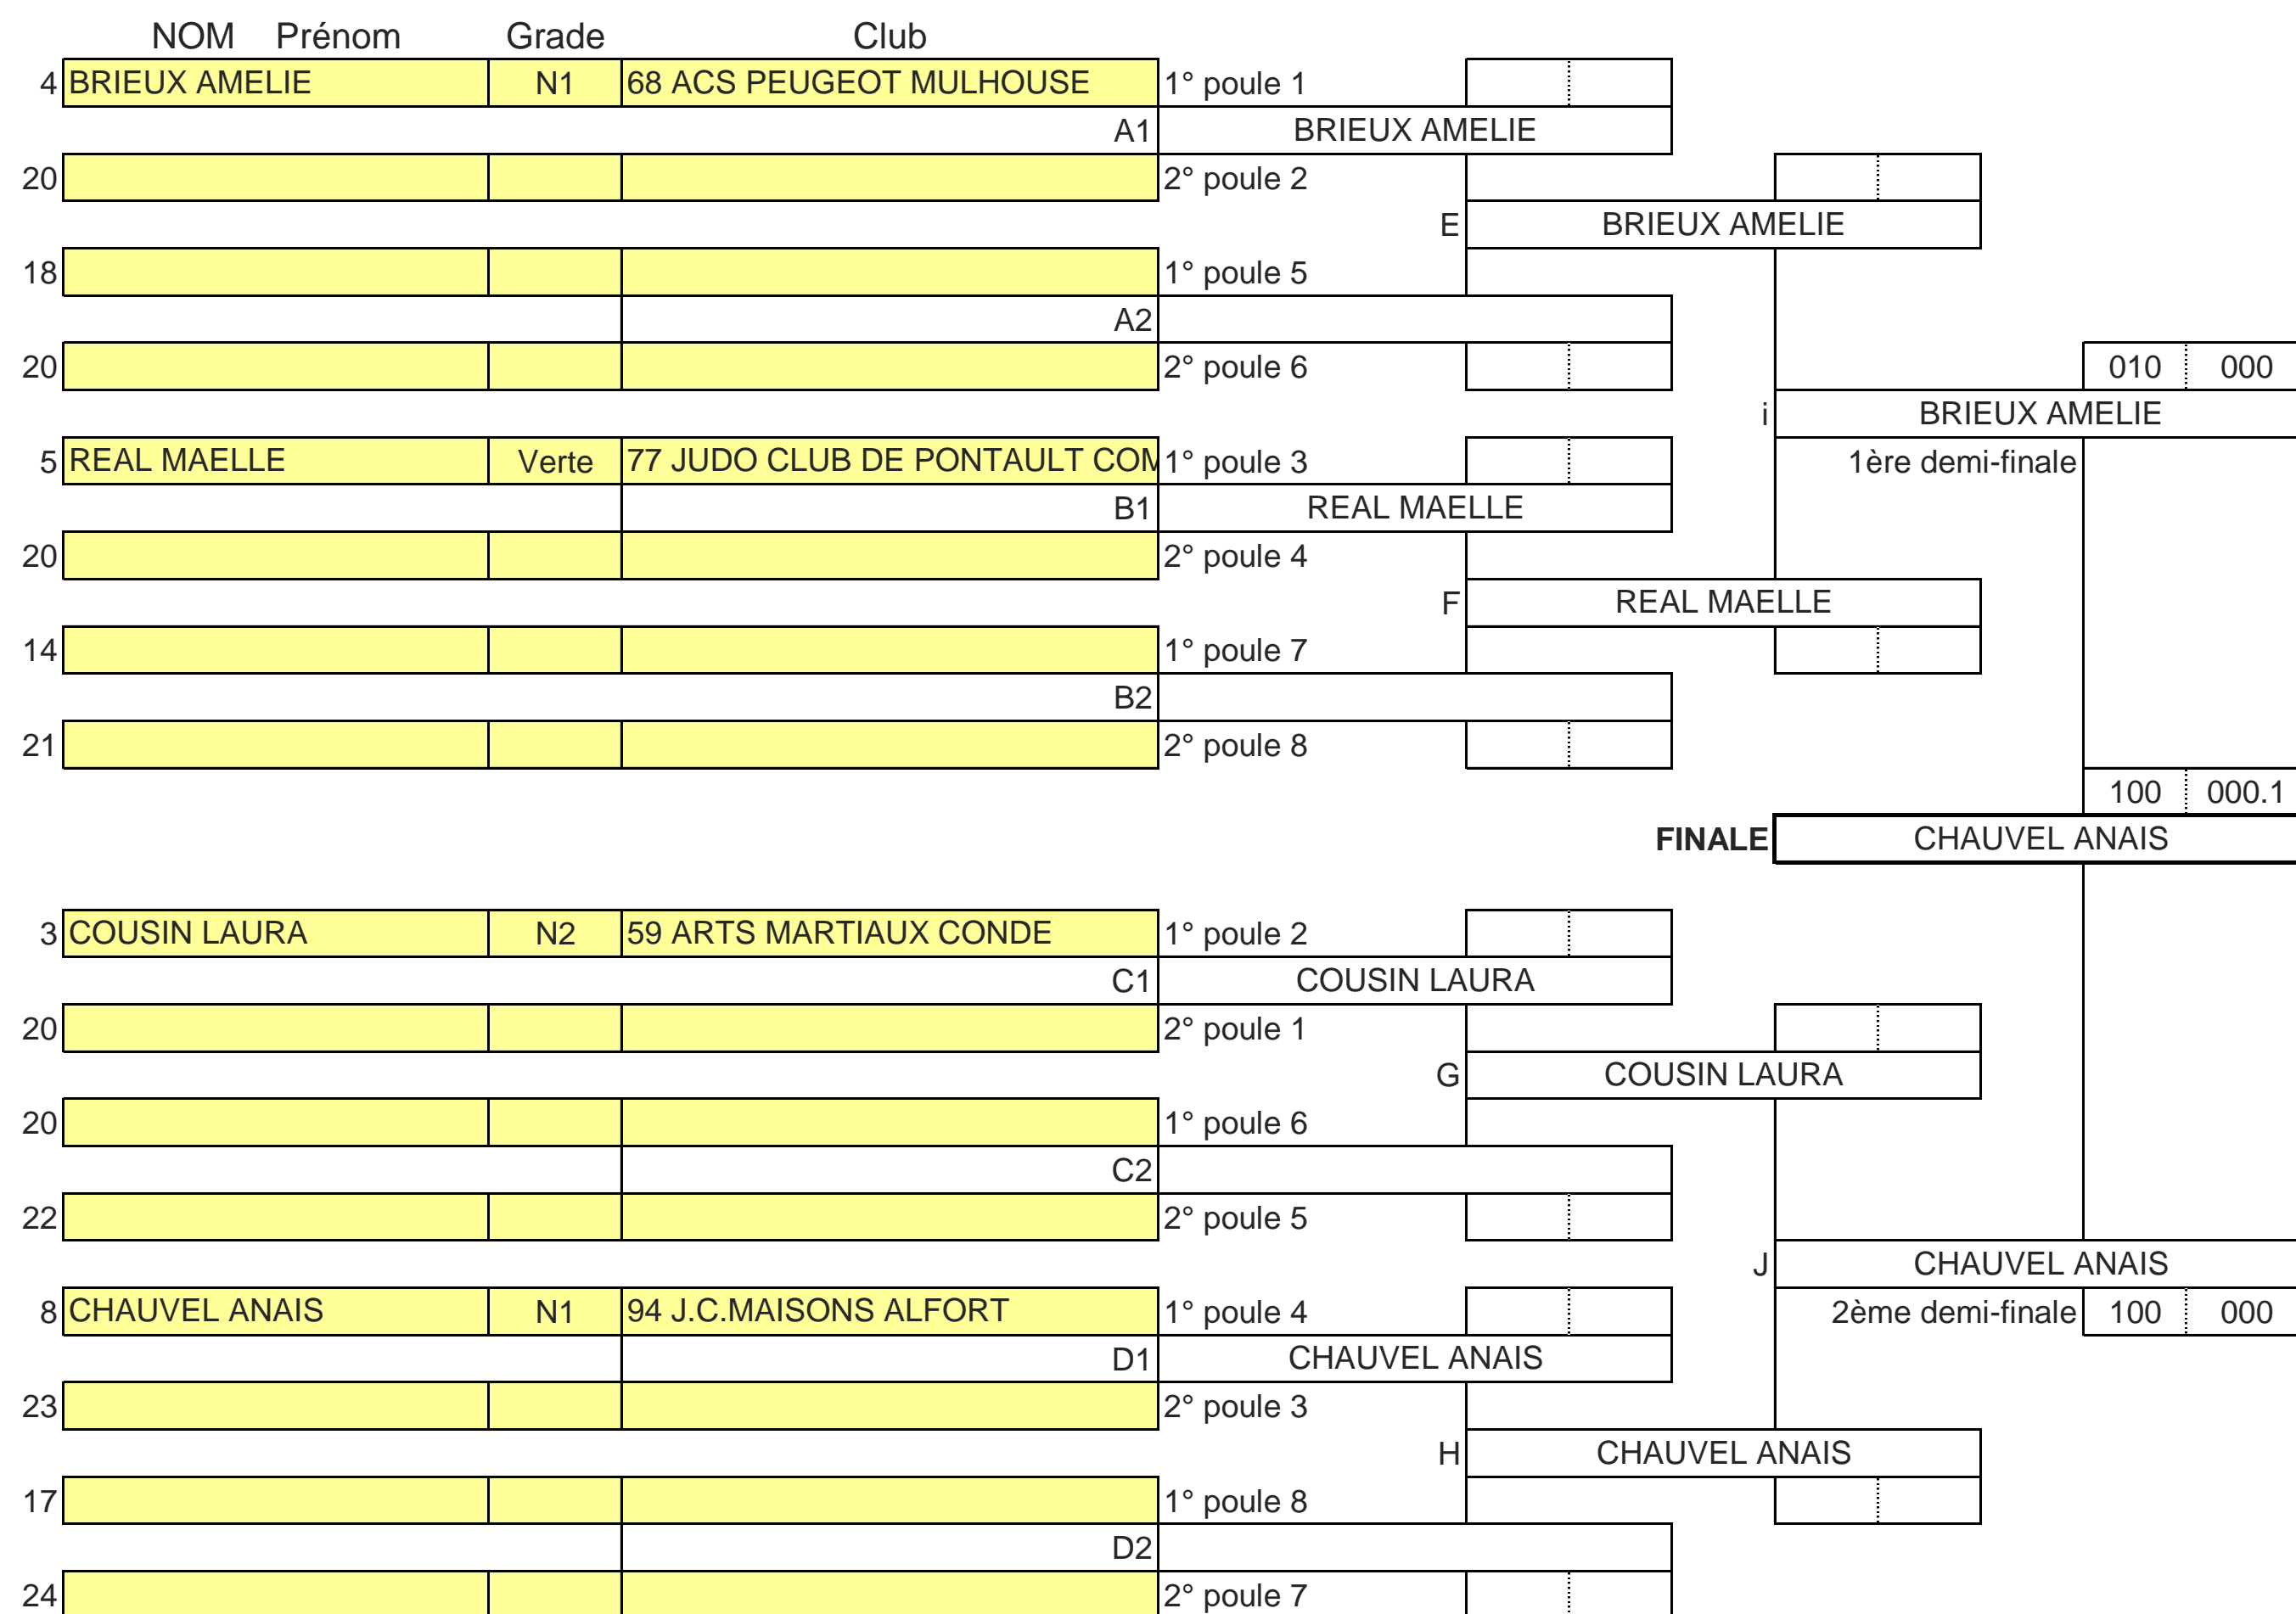 NOM Prénom Grade Club
4 BRIEUX AMELIE N1 68 ACS PEUGEOT MULHOUSE 1° poule 1
A1 BRIEUX AMELIE
20 2° poule 2
E BRIEUX AMELIE
18 1° poule 5
A2
20 2° poule 6 010 000
i BRIEUX AMELIE
5 REAL MAELLE Verte 77 JUDO CLUB DE PONTAULT COM 1° poule 3 1ère demi-finale
B1 REAL MAELLE
20 2° poule 4
F REAL MAELLE
14 1° poule 7
B2
21 2° poule 8
100 000.1
FINALE CHAUVEL ANAIS
3 COUSIN LAURA N2 59 ARTS MARTIAUX CONDE 1° poule 2
C1 COUSIN LAURA
20 2° poule 1
G COUSIN LAURA
20 1° poule 6
C2
22 2° poule 5
J CHAUVEL ANAIS
8 CHAUVEL ANAIS N1 94 J.C.MAISONS ALFORT 1° poule 4 2ème demi-finale 100 000
D1 CHAUVEL ANAIS
23 2° poule 3
H CHAUVEL ANAIS
17 1° poule 8
D2
24 2° poule 7